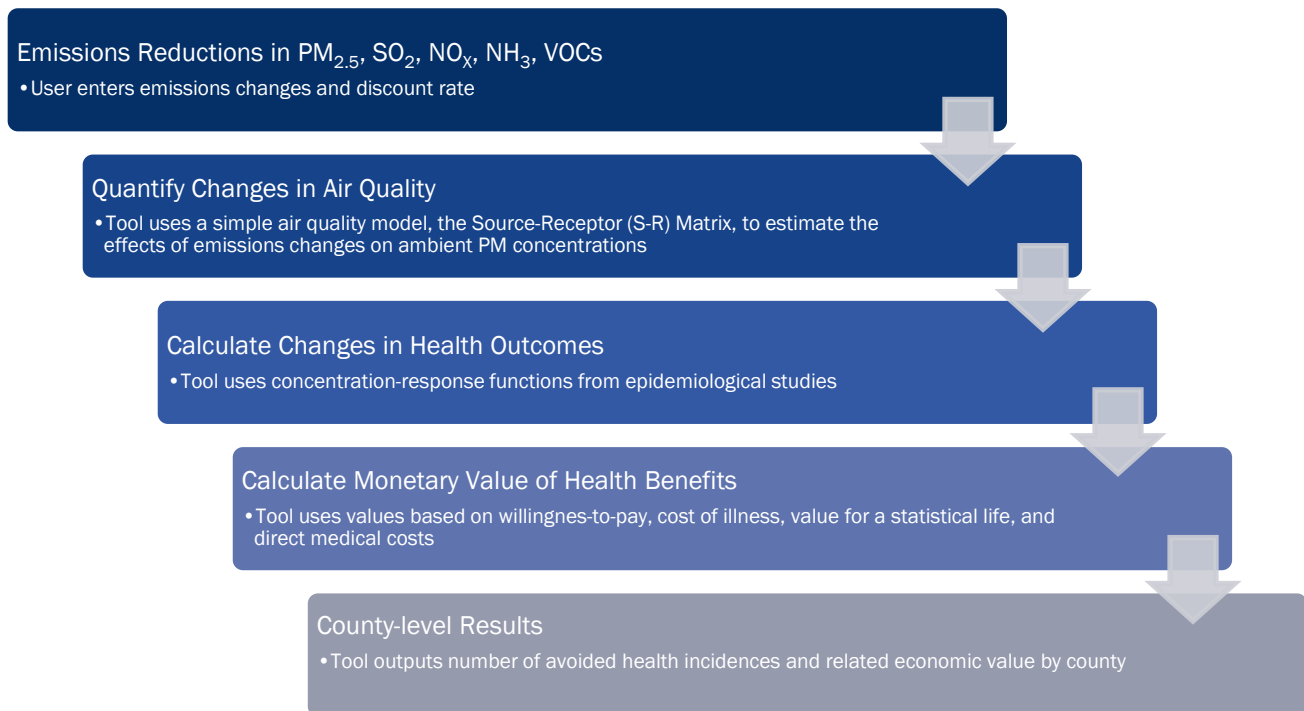 Emissions Reductions in PM2.5, SO2, NOX, NH3, VOCs
•User enters emissions changes and discount rate
Quantify Changes in Air Quality
•Tool uses a simple air quality model, the Source-Receptor (S-R) Matrix, to estimate the
effects of emissions changes on ambient PM concentrations
Calculate Changes in Health Outcomes
•Tool uses concentration-response functions from epidemiological studies
Calculate Monetary Value of Health Benefits
•Tool uses values based on willingnes-to-pay, cost of illness, value for a statistical life, and
direct medical costs
County-level Results
•Tool outputs number of avoided health incidences and related economic value by county